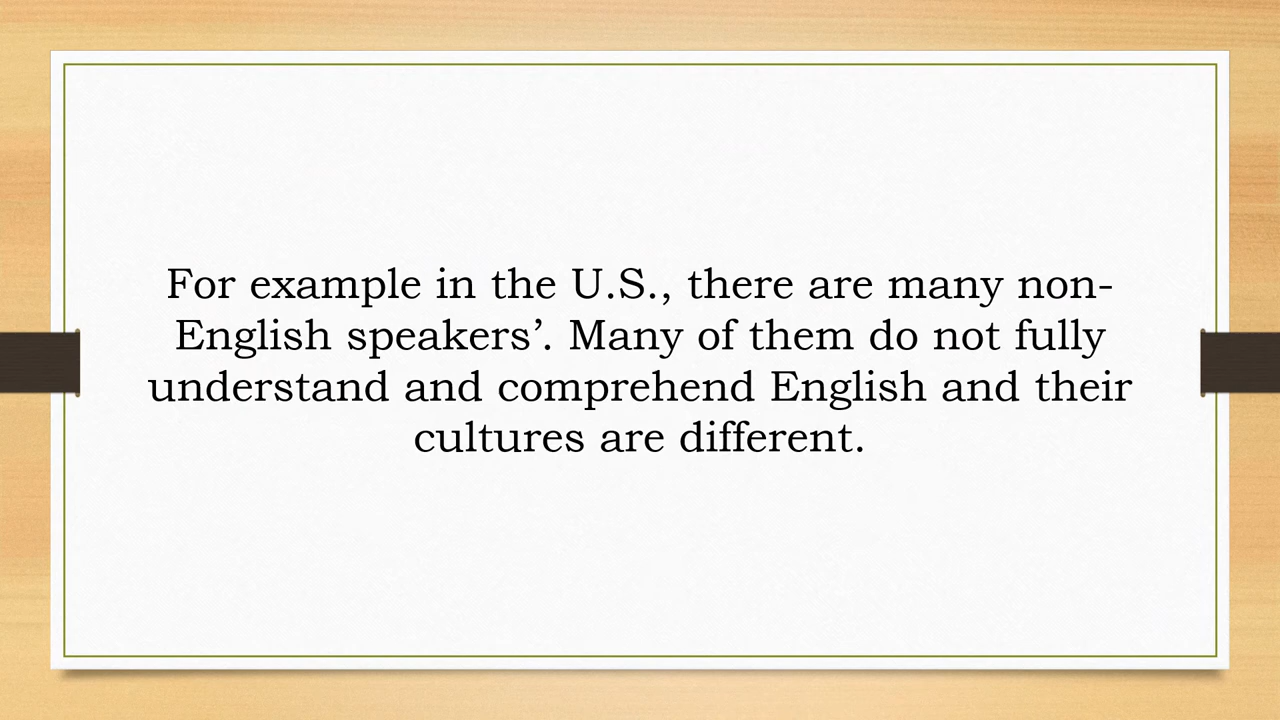 For example in the U.S., there are many non-
English speakers’. Many of them do not fully
understand and comprehend English and their
cultures are different.